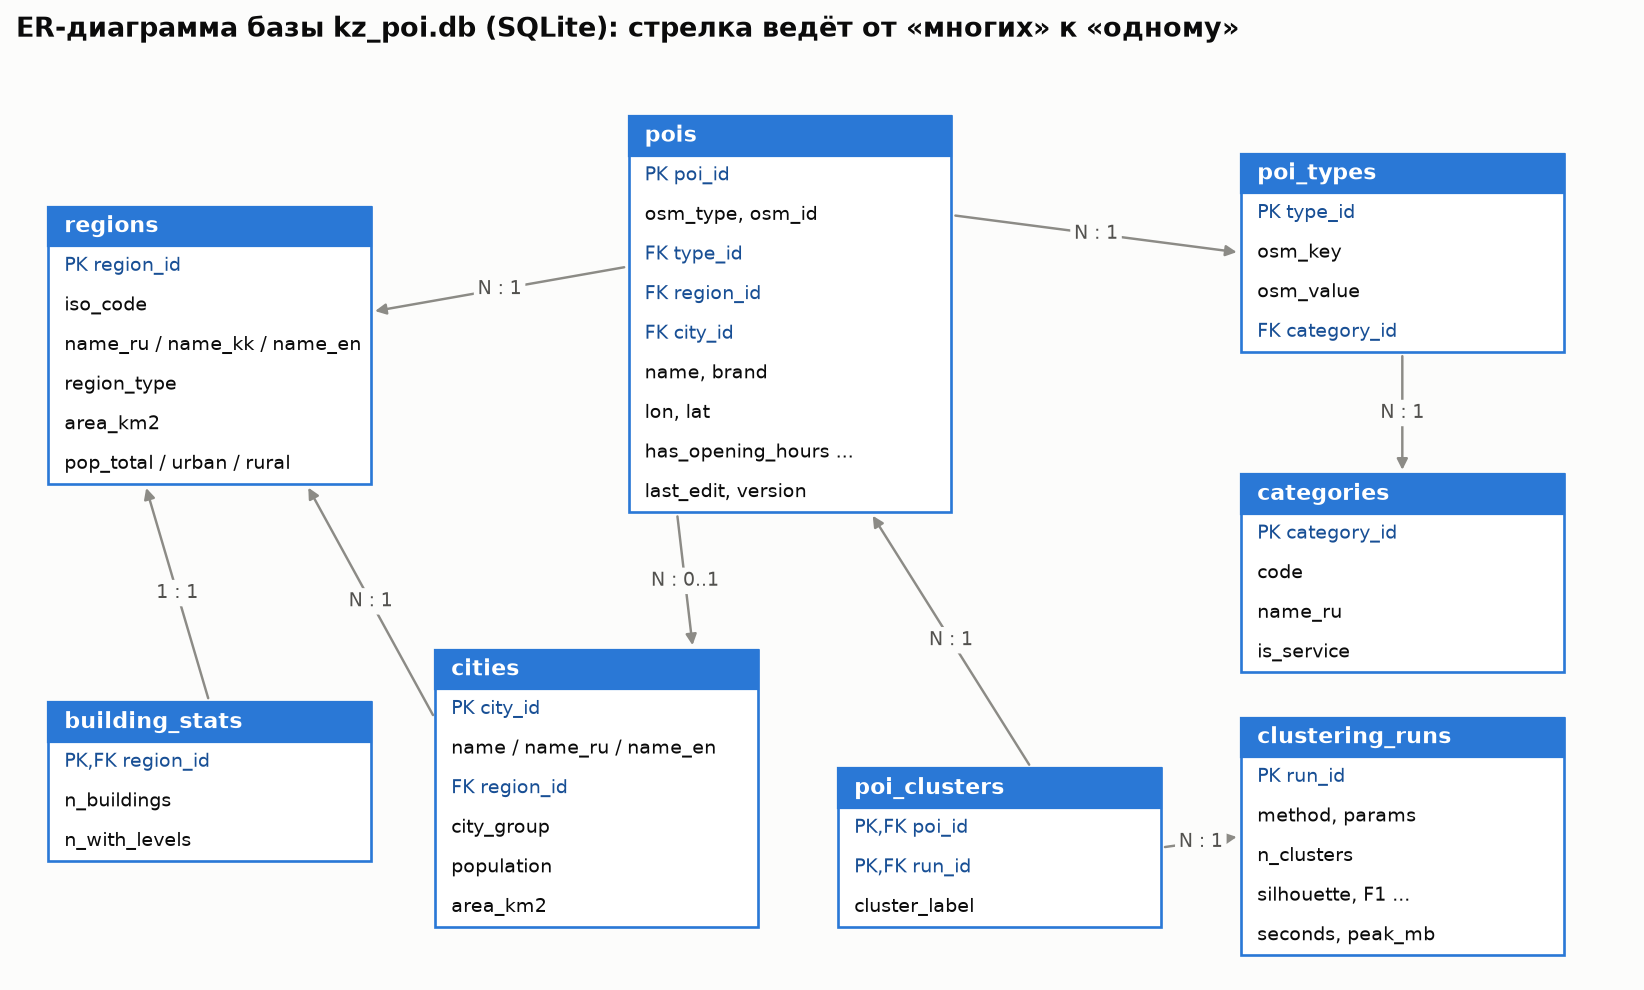 ER-диаграмма базы kz_poi.db (SQLite): стрелка ведёт от «многих» к «одному»
regions
PK region_id
iso_code
name_ru / name_kk / name_en
region_type
area_km2
pop_total / urban / rural
pois
PK poi_id
osm_type, osm_id
FK type_id
FK region_id
FK city_id
name, brand
lon, lat
has_opening_hours ...
last_edit, version
poi_types
PK type_id
osm_key
osm_value
FK category_id
N : 1
N : 1
N : 1
categories
PK category_id
code
name_ru
is_service
1 : 1
N : 1
N : 0..1
N : 1
building_stats
PK,FK region_id
n_buildings
n_with_levels
cities
PK city_id
name / name_ru / name_en
FK region_id
city_group
population
area_km2
poi_clusters
PK,FK poi_id
PK,FK run_id
cluster_label
N : 1
clustering_runs
PK run_id
method, params
n_clusters
silhouette, F1 ...
seconds, peak_mb